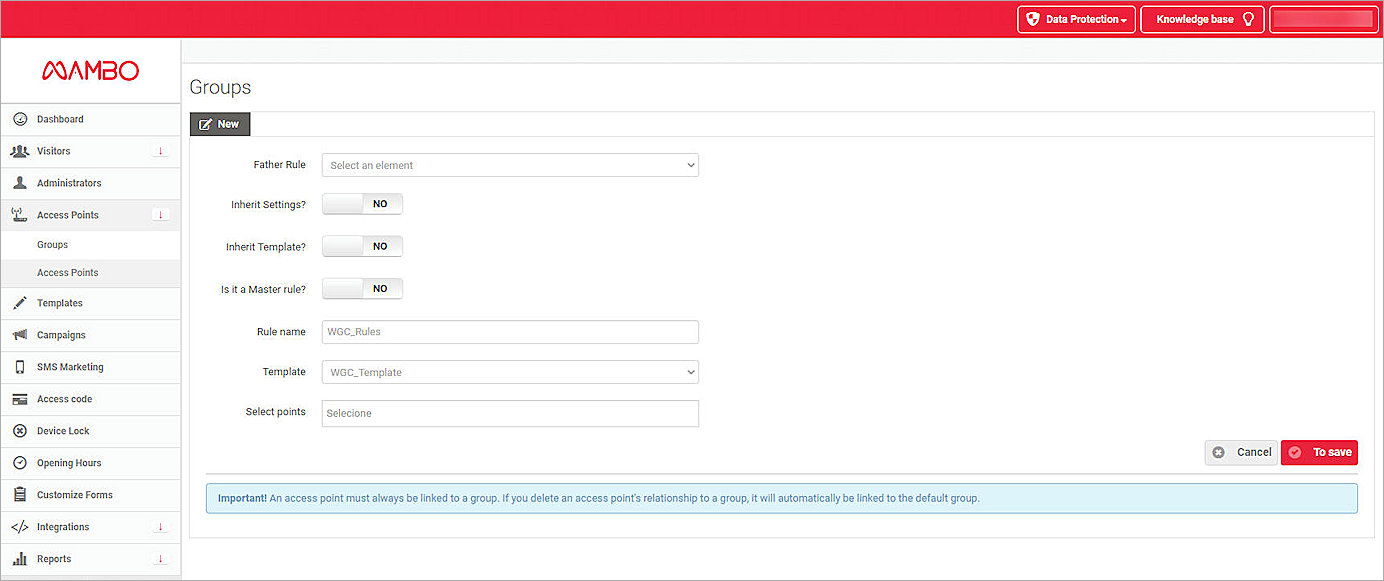 Data Protection
Knowledge base
MAMBO
Groups
New
Dashboard
Visitors
Administrators
Access Points
Groups
Access Points
Templates
Campaigns
SMS Marketing
Access code
Device Lock
Opening Hours
Customize Forms
Integrations
Reports
Father Rule Select an element
Inherit Settings? NO
Inherit Template? NO
Is it a Master rule? NO
Rule name WGC_Rules
Template WGC_Template
Select points Selecione
Cancel To save
Important! An access point must always be linked to a group. If you delete an access point's relationship to a group, it will automatically be linked to the default group.